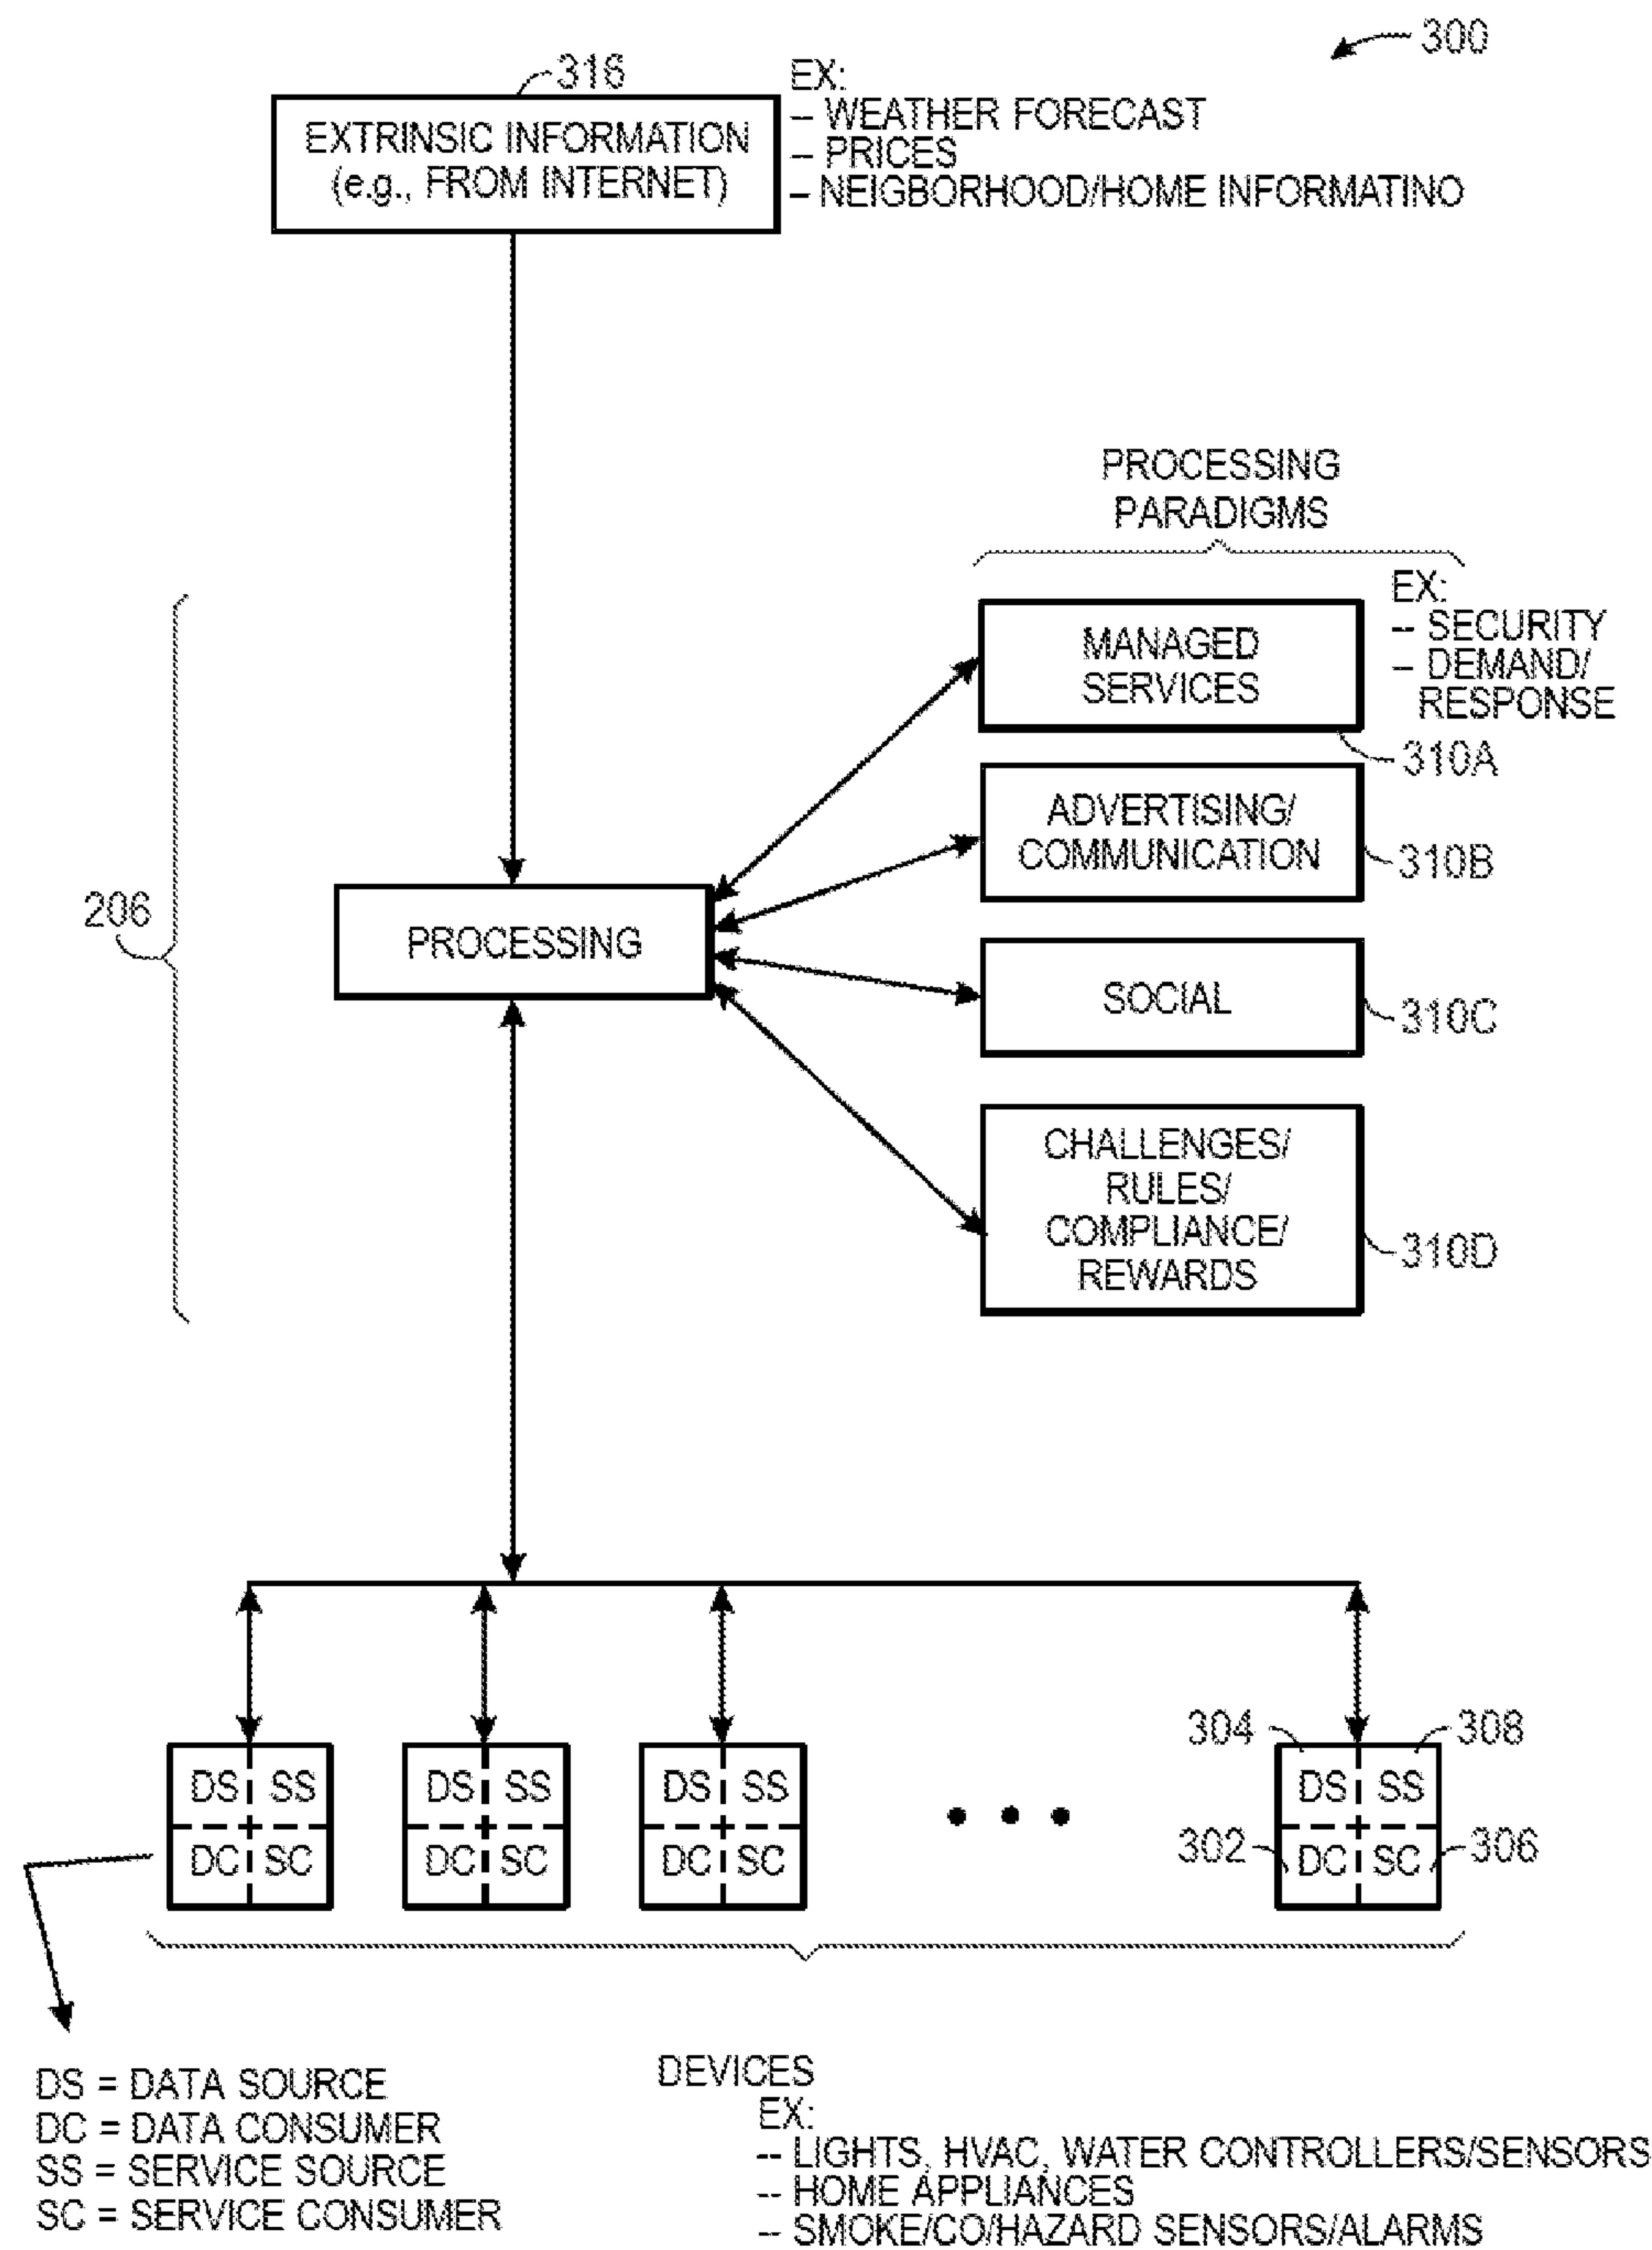 300
316
EXTRINSIC INFORMATION
(e.g., FROM INTERNET)
EX:
-- WEATHER FORECAST
-- PRICES
-- NEIGBORHOOD/HOME INFORMATINO
PROCESSING
PARADIGMS
MANAGED
SERVICES
EX:
-- SECURITY
-- DEMAND/
RESPONSE
310A
ADVERTISING/
COMMUNICATION
310B
206
PROCESSING
SOCIAL
310C
CHALLENGES/
RULES/
COMPLIANCE/
REWARDS
310D
304
308
DS SS
DS SS
DS SS
DS SS
302
306
DC SC
DC SC
DC SC
DC SC
DS = DATA SOURCE
DC = DATA CONSUMER
SS = SERVICE SOURCE
SC = SERVICE CONSUMER
DEVICES
EX:
-- LIGHTS, HVAC, WATER CONTROLLERS/SENSORS
-- HOME APPLIANCES
-- SMOKE/CO/HAZARD SENSORS/ALARMS